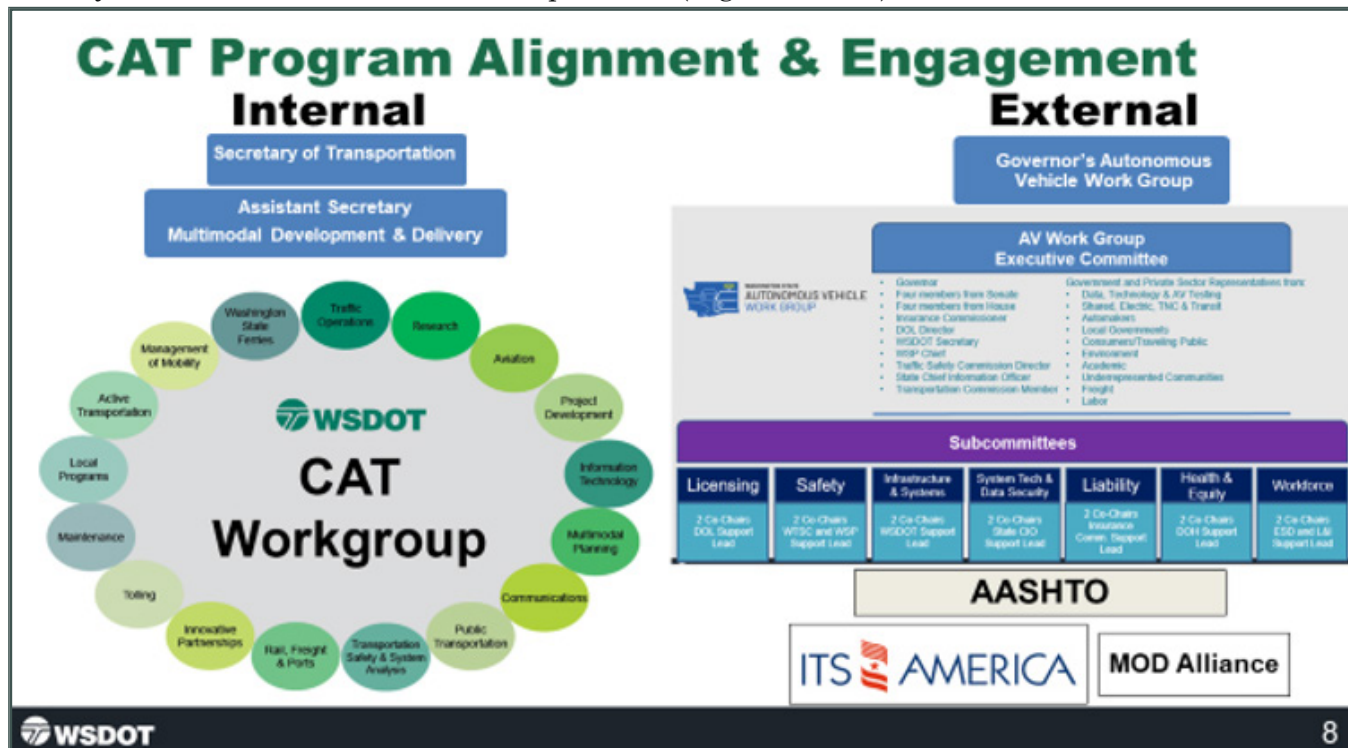 CAT Program Alignment & Engagement
Internal
Secretary of Transportation
Assistant Secretary
Multimodal Development & Delivery
Traffic
Operations
Research
Aviation
Project
Development
Information
Technology
Multimodal
Planning
Communications
Public
Transportation
Transportation
Safety & System
Analysis
Rail, Freight
& Ports
Innovative
Partnerships
Tolling
Maintenance
Local
Programs
Active
Transportation
Management
of Mobility
Washington
State
Ferries
WSDOT
CAT
Workgroup
External
Governor's Autonomous
Vehicle Work Group
WASHINGTON STATE
AUTONOMOUS VEHICLE
WORK GROUP
AV Work Group
Executive Committee
• Governor
• Four members from Senate
• Four members from House
• Insurance Commissioner
• DOL Director
• WSDOT Secretary
• WSP Chief
• Traffic Safety Commission Director
• State Chief Information Officer
• Transportation Commission Member
Government and Private Sector Representatives from:
• Data, Technology & AV Testing
• Shared, Electric, TNC & Transit
• Automakers
• Local Governments
• Consumers/Traveling Public
• Environment
• Academic
• Underrepresented Communities
• Freight
• Labor
Subcommittees
Licensing
2 Co-Chairs
DOL Support
Lead
Safety
2 Co-Chairs
WTSC and WSP
Support Lead
Infrastructure
& Systems
2 Co-Chairs
WSDOT Support
Lead
System Tech &
Data Security
2 Co-Chairs
State CIO
Support Lead
Liability
2 Co-Chairs
Insurance
Comm. Support
Lead
Health &
Equity
2 Co-Chairs
DOH Support
Lead
Workforce
2 Co-Chairs
ESD and L&I
Support Lead
AASHTO
ITS AMERICA
MOD Alliance
WSDOT
8